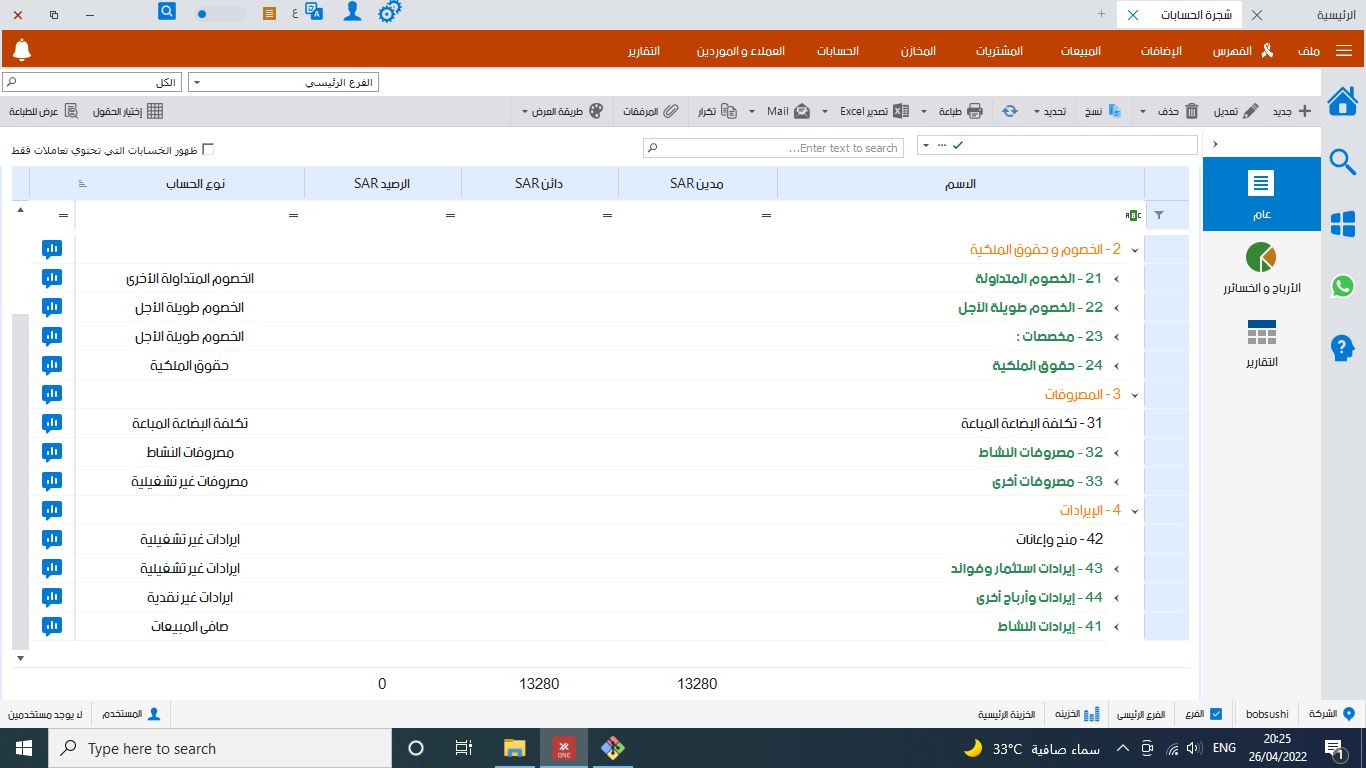 الرئيسية
شجرة الحسابات
ع
ملف الفهرس الإضافات المبيعات المشتريات المخازن الحسابات العملاء و الموردين التقارير
الفرع الرئيسي الكل
جديد تعديل حذف نسخ تحديد طباعة تصدير Excel Mail تكرار المرفقات طريقة العرض إختيار الحقول عرض للطباعة
Enter text to search...
ظهور الحسابات التي تحتوي تعاملات فقط
عام
الأرباح و الخسائر
التقارير
الاسم مدين SAR دائن SAR الرصيد SAR نوع الحساب
ABC = = = = =
2 - الخصوم و حقوق الملكية
21 - الخصوم المتداولة الخصوم المتداولة الأخرى
22 - الخصوم طويلة الأجل الخصوم طويلة الأجل
23 - مخصصات : الخصوم طويلة الأجل
24 - حقوق الملكية حقوق الملكية
3 - المصروفات
31 - تكلفة البضاعة المباعة تكلفة البضاعة المباعة
32 - مصروفات النشاط مصروفات النشاط
33 - مصروفات أخرى مصروفات غير تشغيلية
4 - الإيرادات
42 - منح وإعانات ايرادات غير تشغيلية
43 - إيرادات استثمار وفوائد ايرادات غير تشغيلية
44 - إيرادات وأرباح أخرى ايرادات غير نقدية
41 - إيرادات النشاط صافي المبيعات
13280 13280 0
الشركة bobsushi الفرع الفرع الرئيسي الخزينه الخزينة الرئيسية المستخدم لا يوجد مستخدمين
Type here to search
ONE
33°C سماء صافية
ENG
20:25
26/04/2022
1